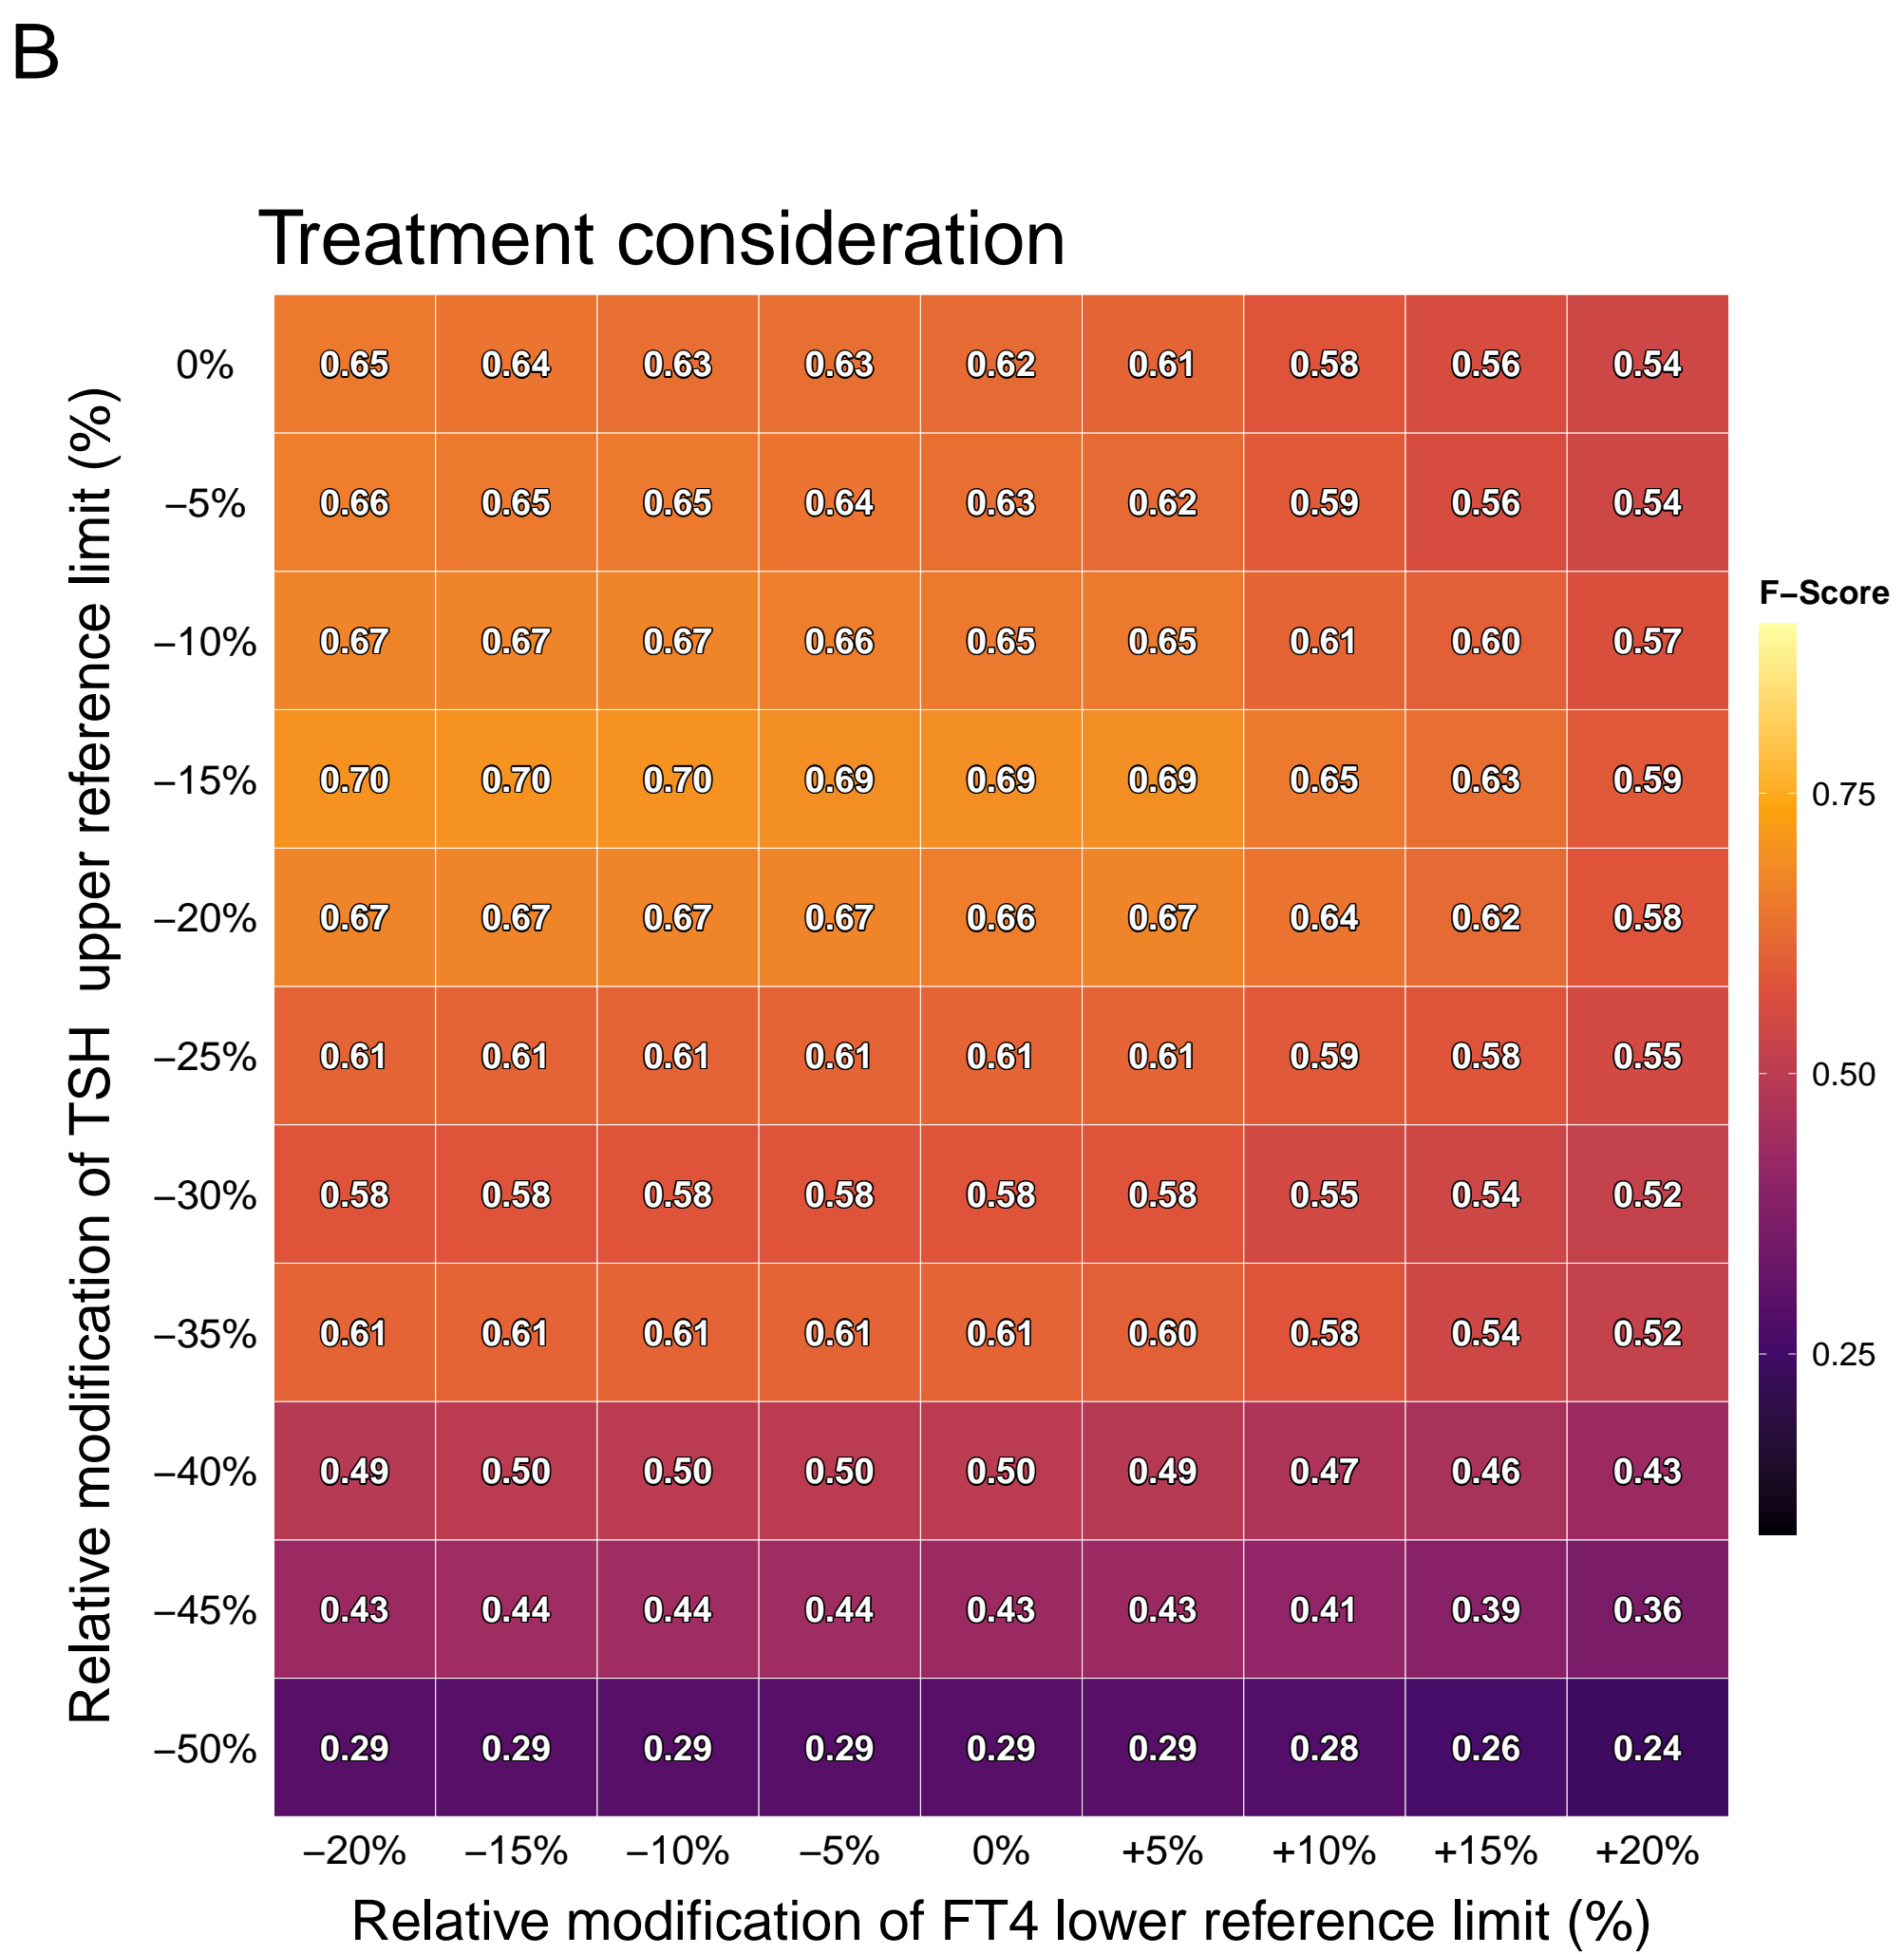 B
Treatment consideration
Relative modification of TSH upper reference limit (%)
0% 0.65 0.64 0.63 0.63 0.62 0.61 0.58 0.56 0.54
–5% 0.66 0.65 0.65 0.64 0.63 0.62 0.59 0.56 0.54
–10% 0.67 0.67 0.67 0.66 0.65 0.65 0.61 0.60 0.57
–15% 0.70 0.70 0.70 0.69 0.69 0.69 0.65 0.63 0.59
–20% 0.67 0.67 0.67 0.67 0.66 0.67 0.64 0.62 0.58
–25% 0.61 0.61 0.61 0.61 0.61 0.61 0.59 0.58 0.55
–30% 0.58 0.58 0.58 0.58 0.58 0.58 0.55 0.54 0.52
–35% 0.61 0.61 0.61 0.61 0.61 0.60 0.58 0.54 0.52
–40% 0.49 0.50 0.50 0.50 0.50 0.49 0.47 0.46 0.43
–45% 0.43 0.44 0.44 0.44 0.43 0.43 0.41 0.39 0.36
–50% 0.29 0.29 0.29 0.29 0.29 0.29 0.28 0.26 0.24
–20% –15% –10% –5% 0% +5% +10% +15% +20%
Relative modification of FT4 lower reference limit (%)
F–Score
0.75
0.50
0.25